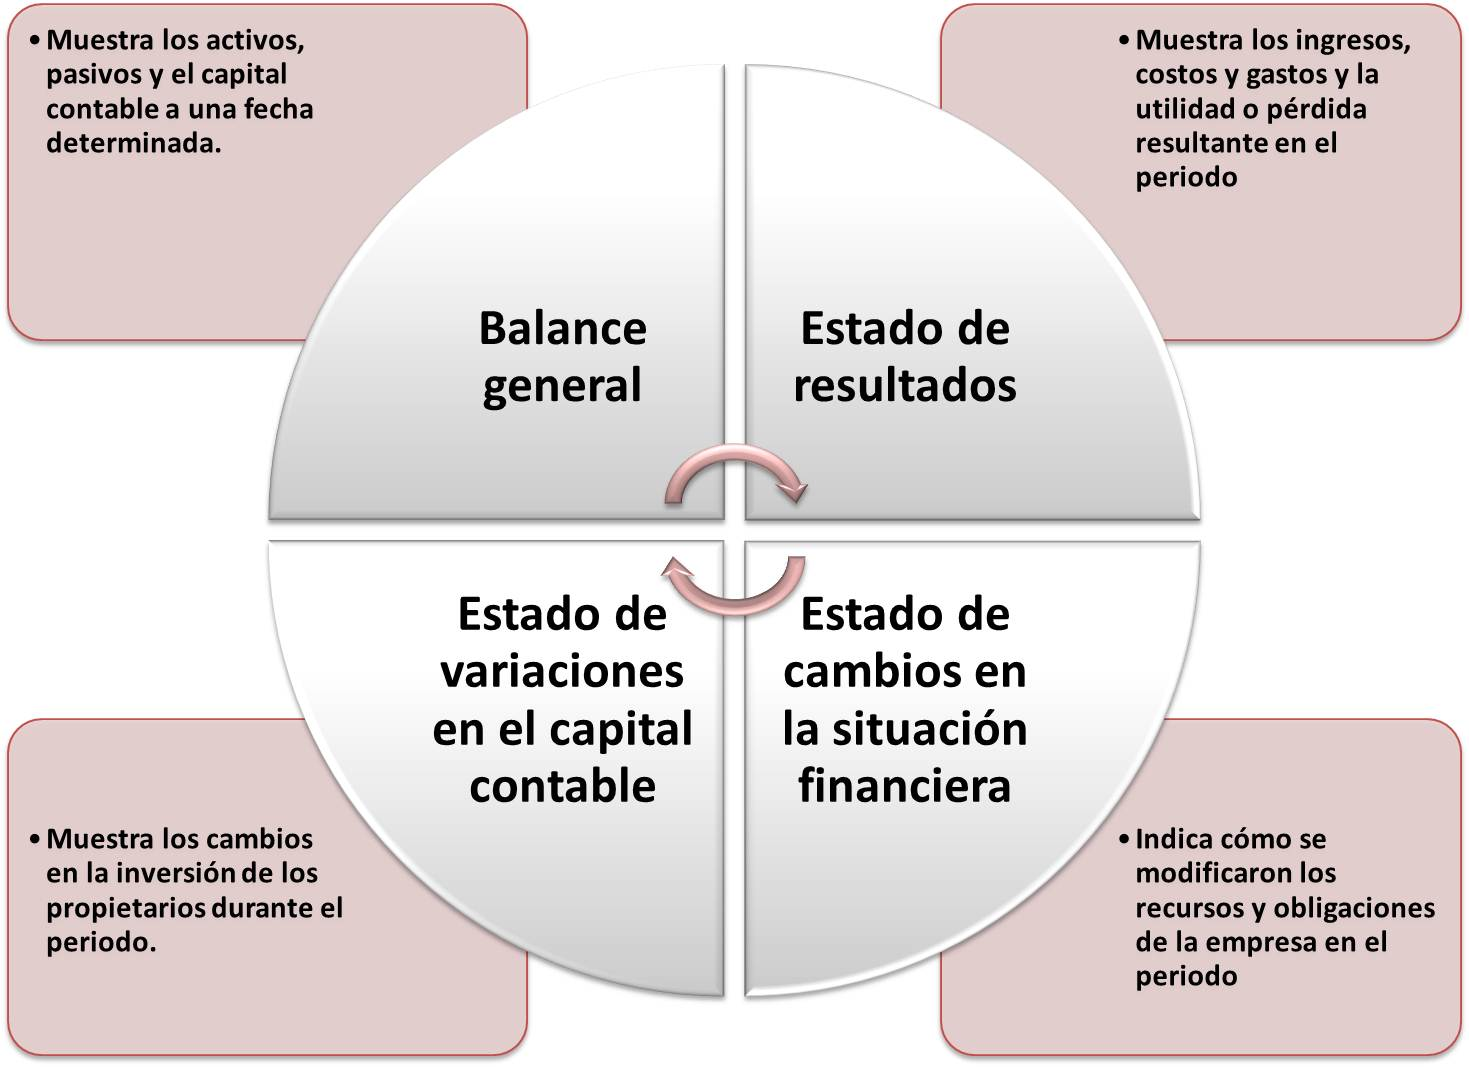 • Muestra los activos,
pasivos y el capital
contable a una fecha
determinada.
• Muestra los ingresos,
costos y gastos y la
utilidad o pérdida
resultante en el
periodo
Balance
general
Estado de
resultados
Estado de
variaciones
en el capital
contable
Estado de
cambios en
la situación
financiera
• Muestra los cambios
en la inversión de los
propietarios durante el
periodo.
• Indica cómo se
modificaron los
recursos y obligaciones
de la empresa en el
periodo